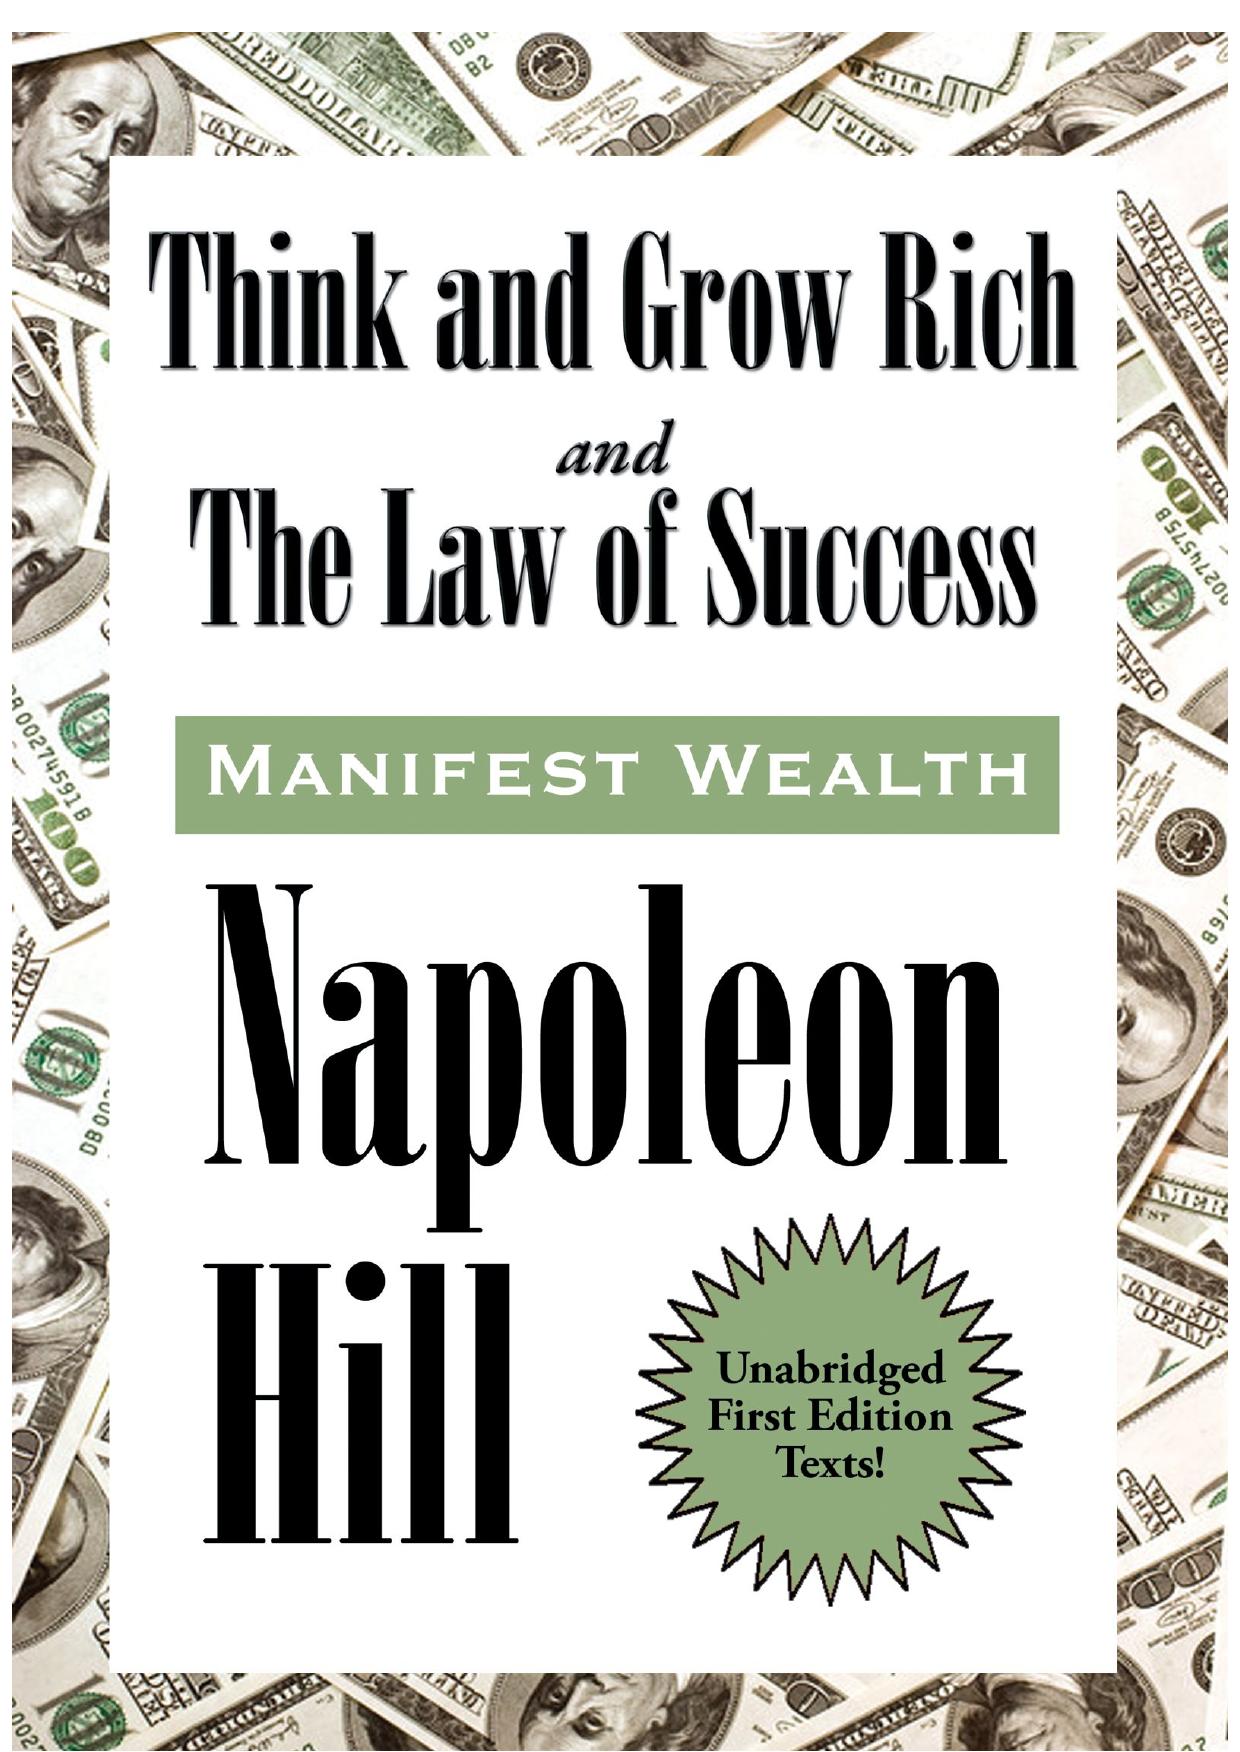 Think and Grow Rich
and
The Law of Success
MANIFEST WEALTH
Napoleon
Hill
Unabridged
First Edition
Texts!